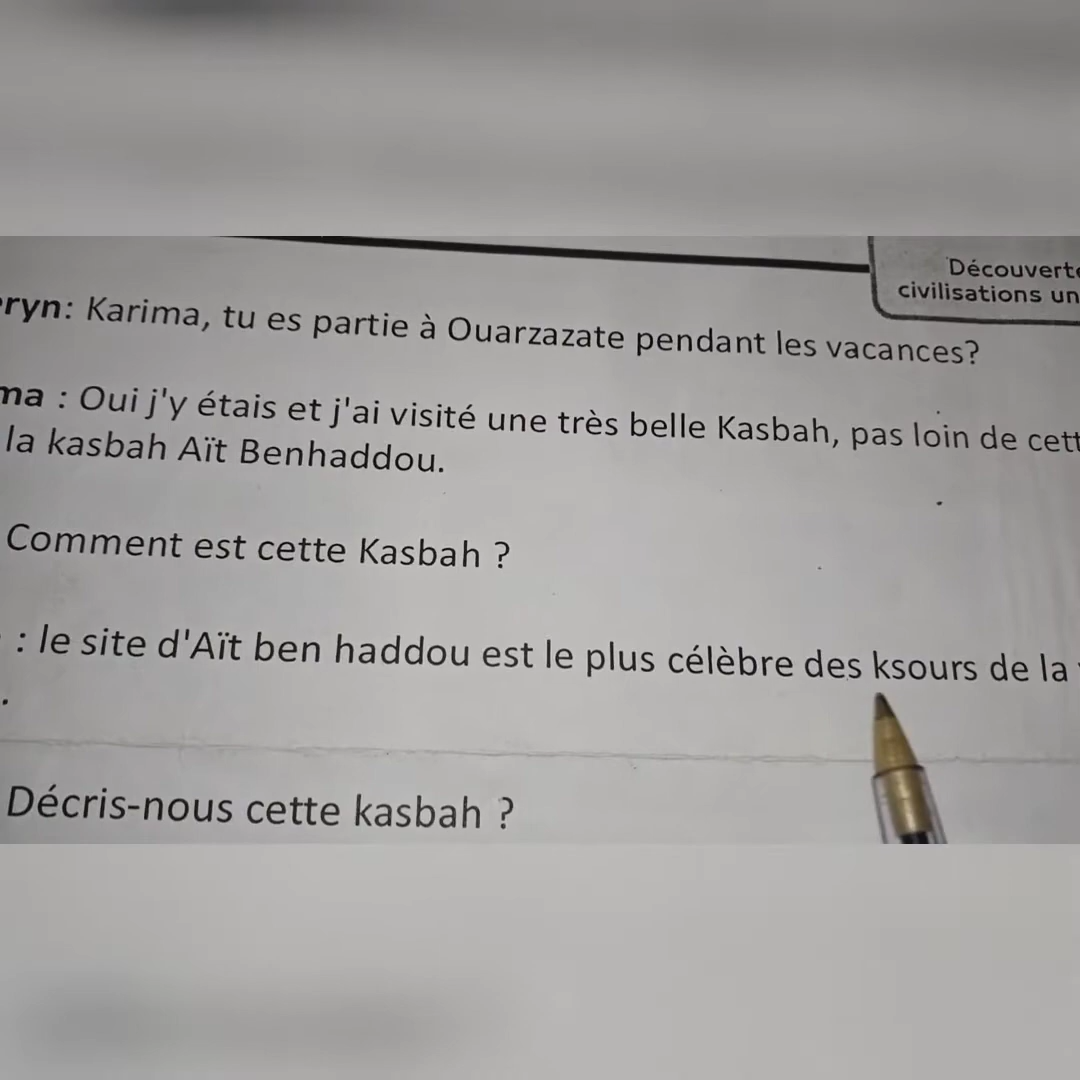 Découverte
civilisations un
ryn: Karima, tu es partie à Ouarzazate pendant les vacances?
ma : Oui j'y étais et j'ai visité une très belle Kasbah, pas loin de cett
la kasbah Aït Benhaddou.
Comment est cette Kasbah ?
: le site d'Aït ben haddou est le plus célèbre des ksours de la
.
Décris-nous cette kasbah ?